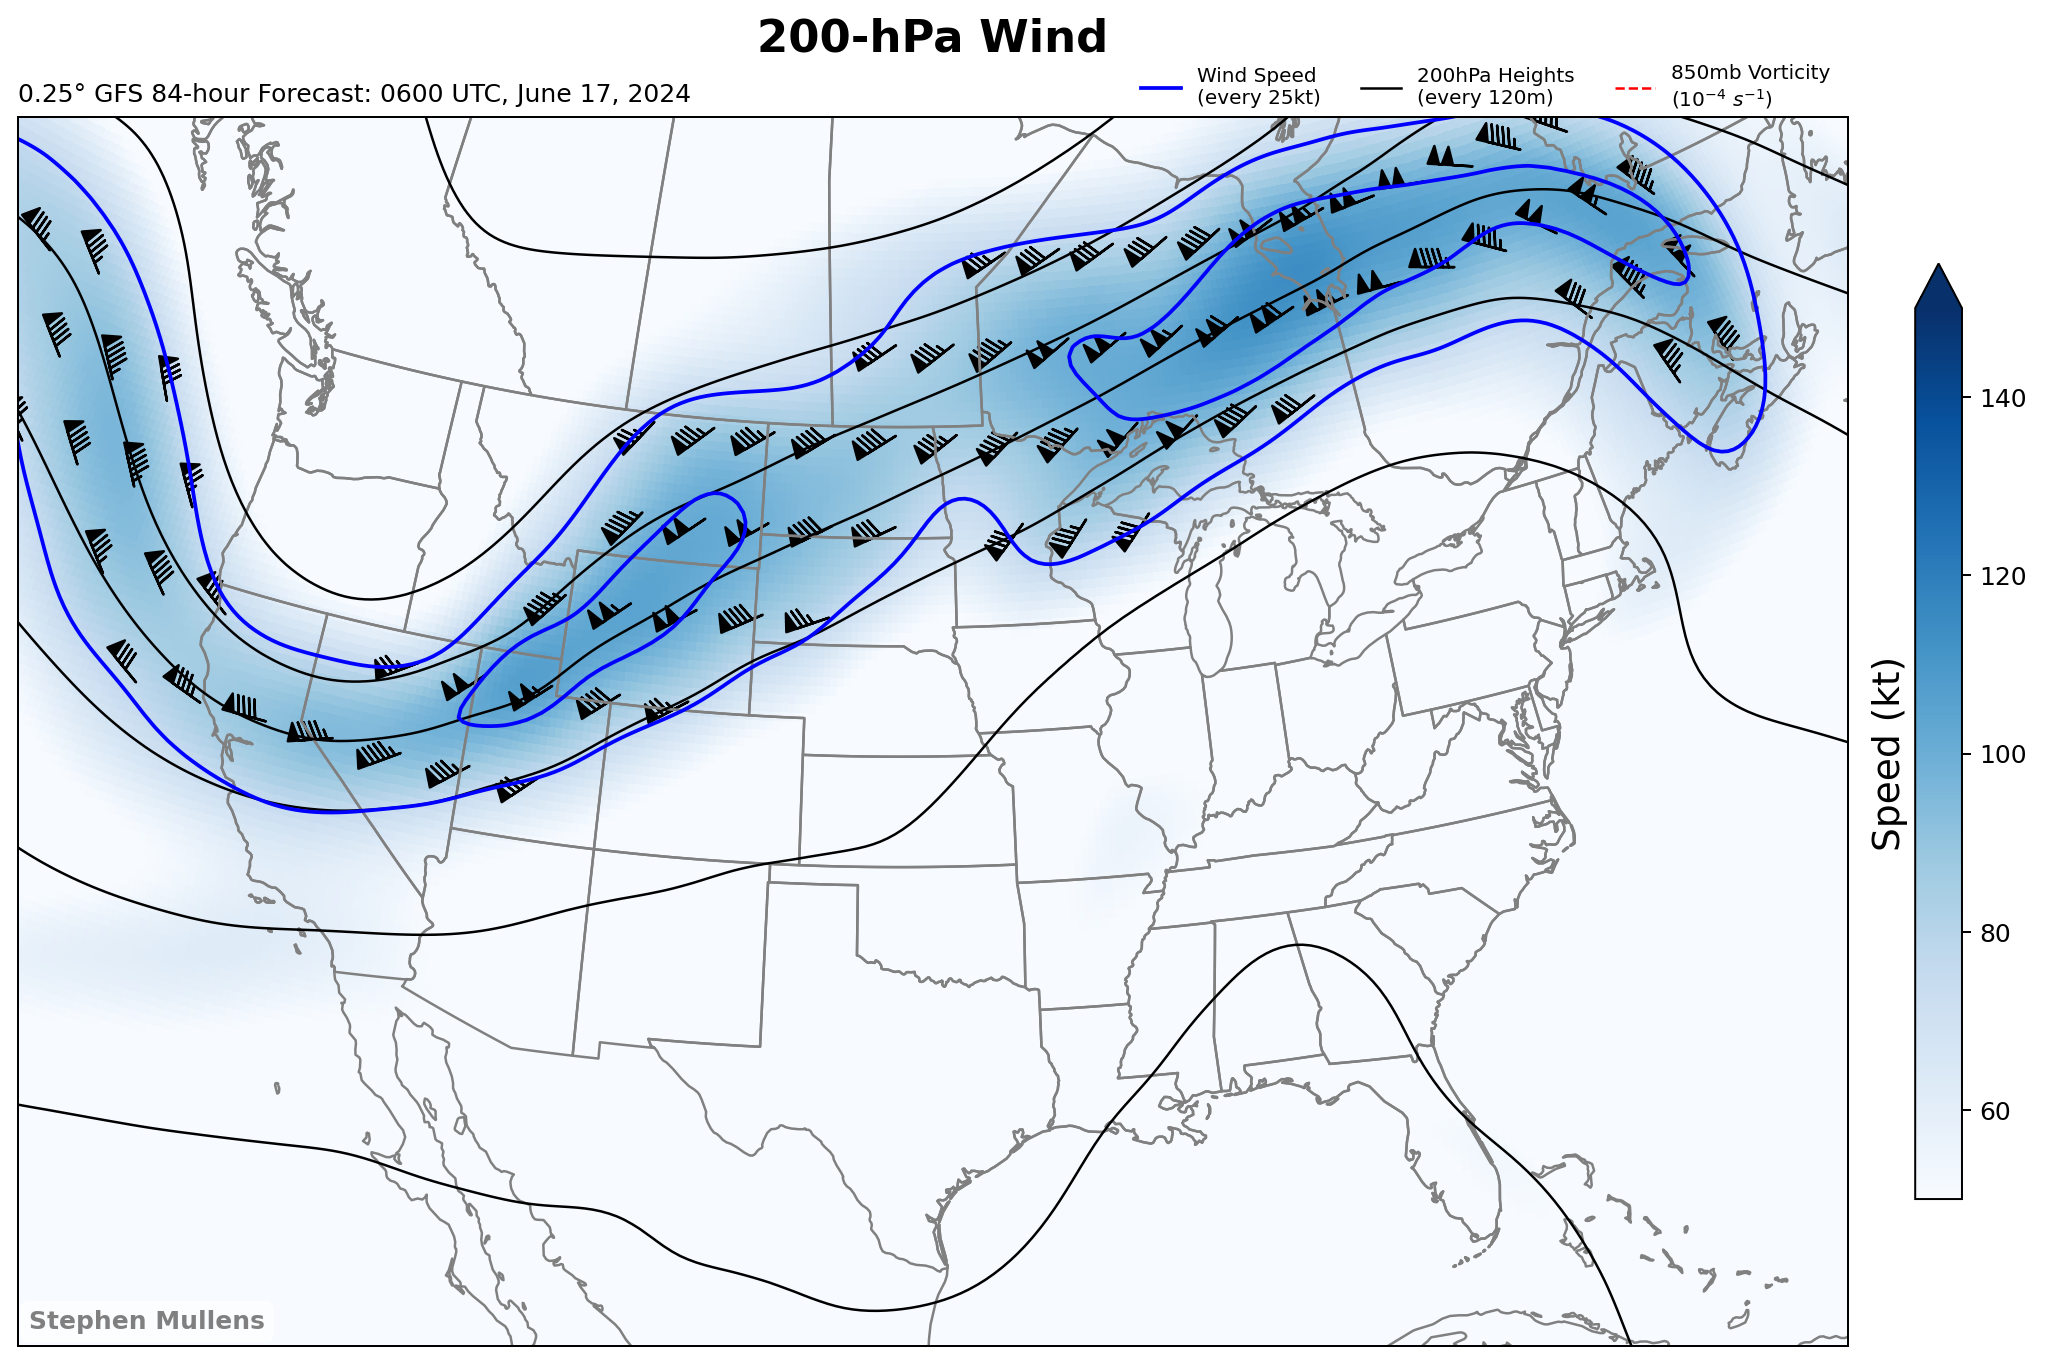 200-hPa Wind
0.25° GFS 84-hour Forecast: 0600 UTC, June 17, 2024
Wind Speed
(every 25kt)
200hPa Heights
(every 120m)
850mb Vorticity
(10⁻⁴ s⁻¹)
140
120
100
80
60
Speed (kt)
Stephen Mullens